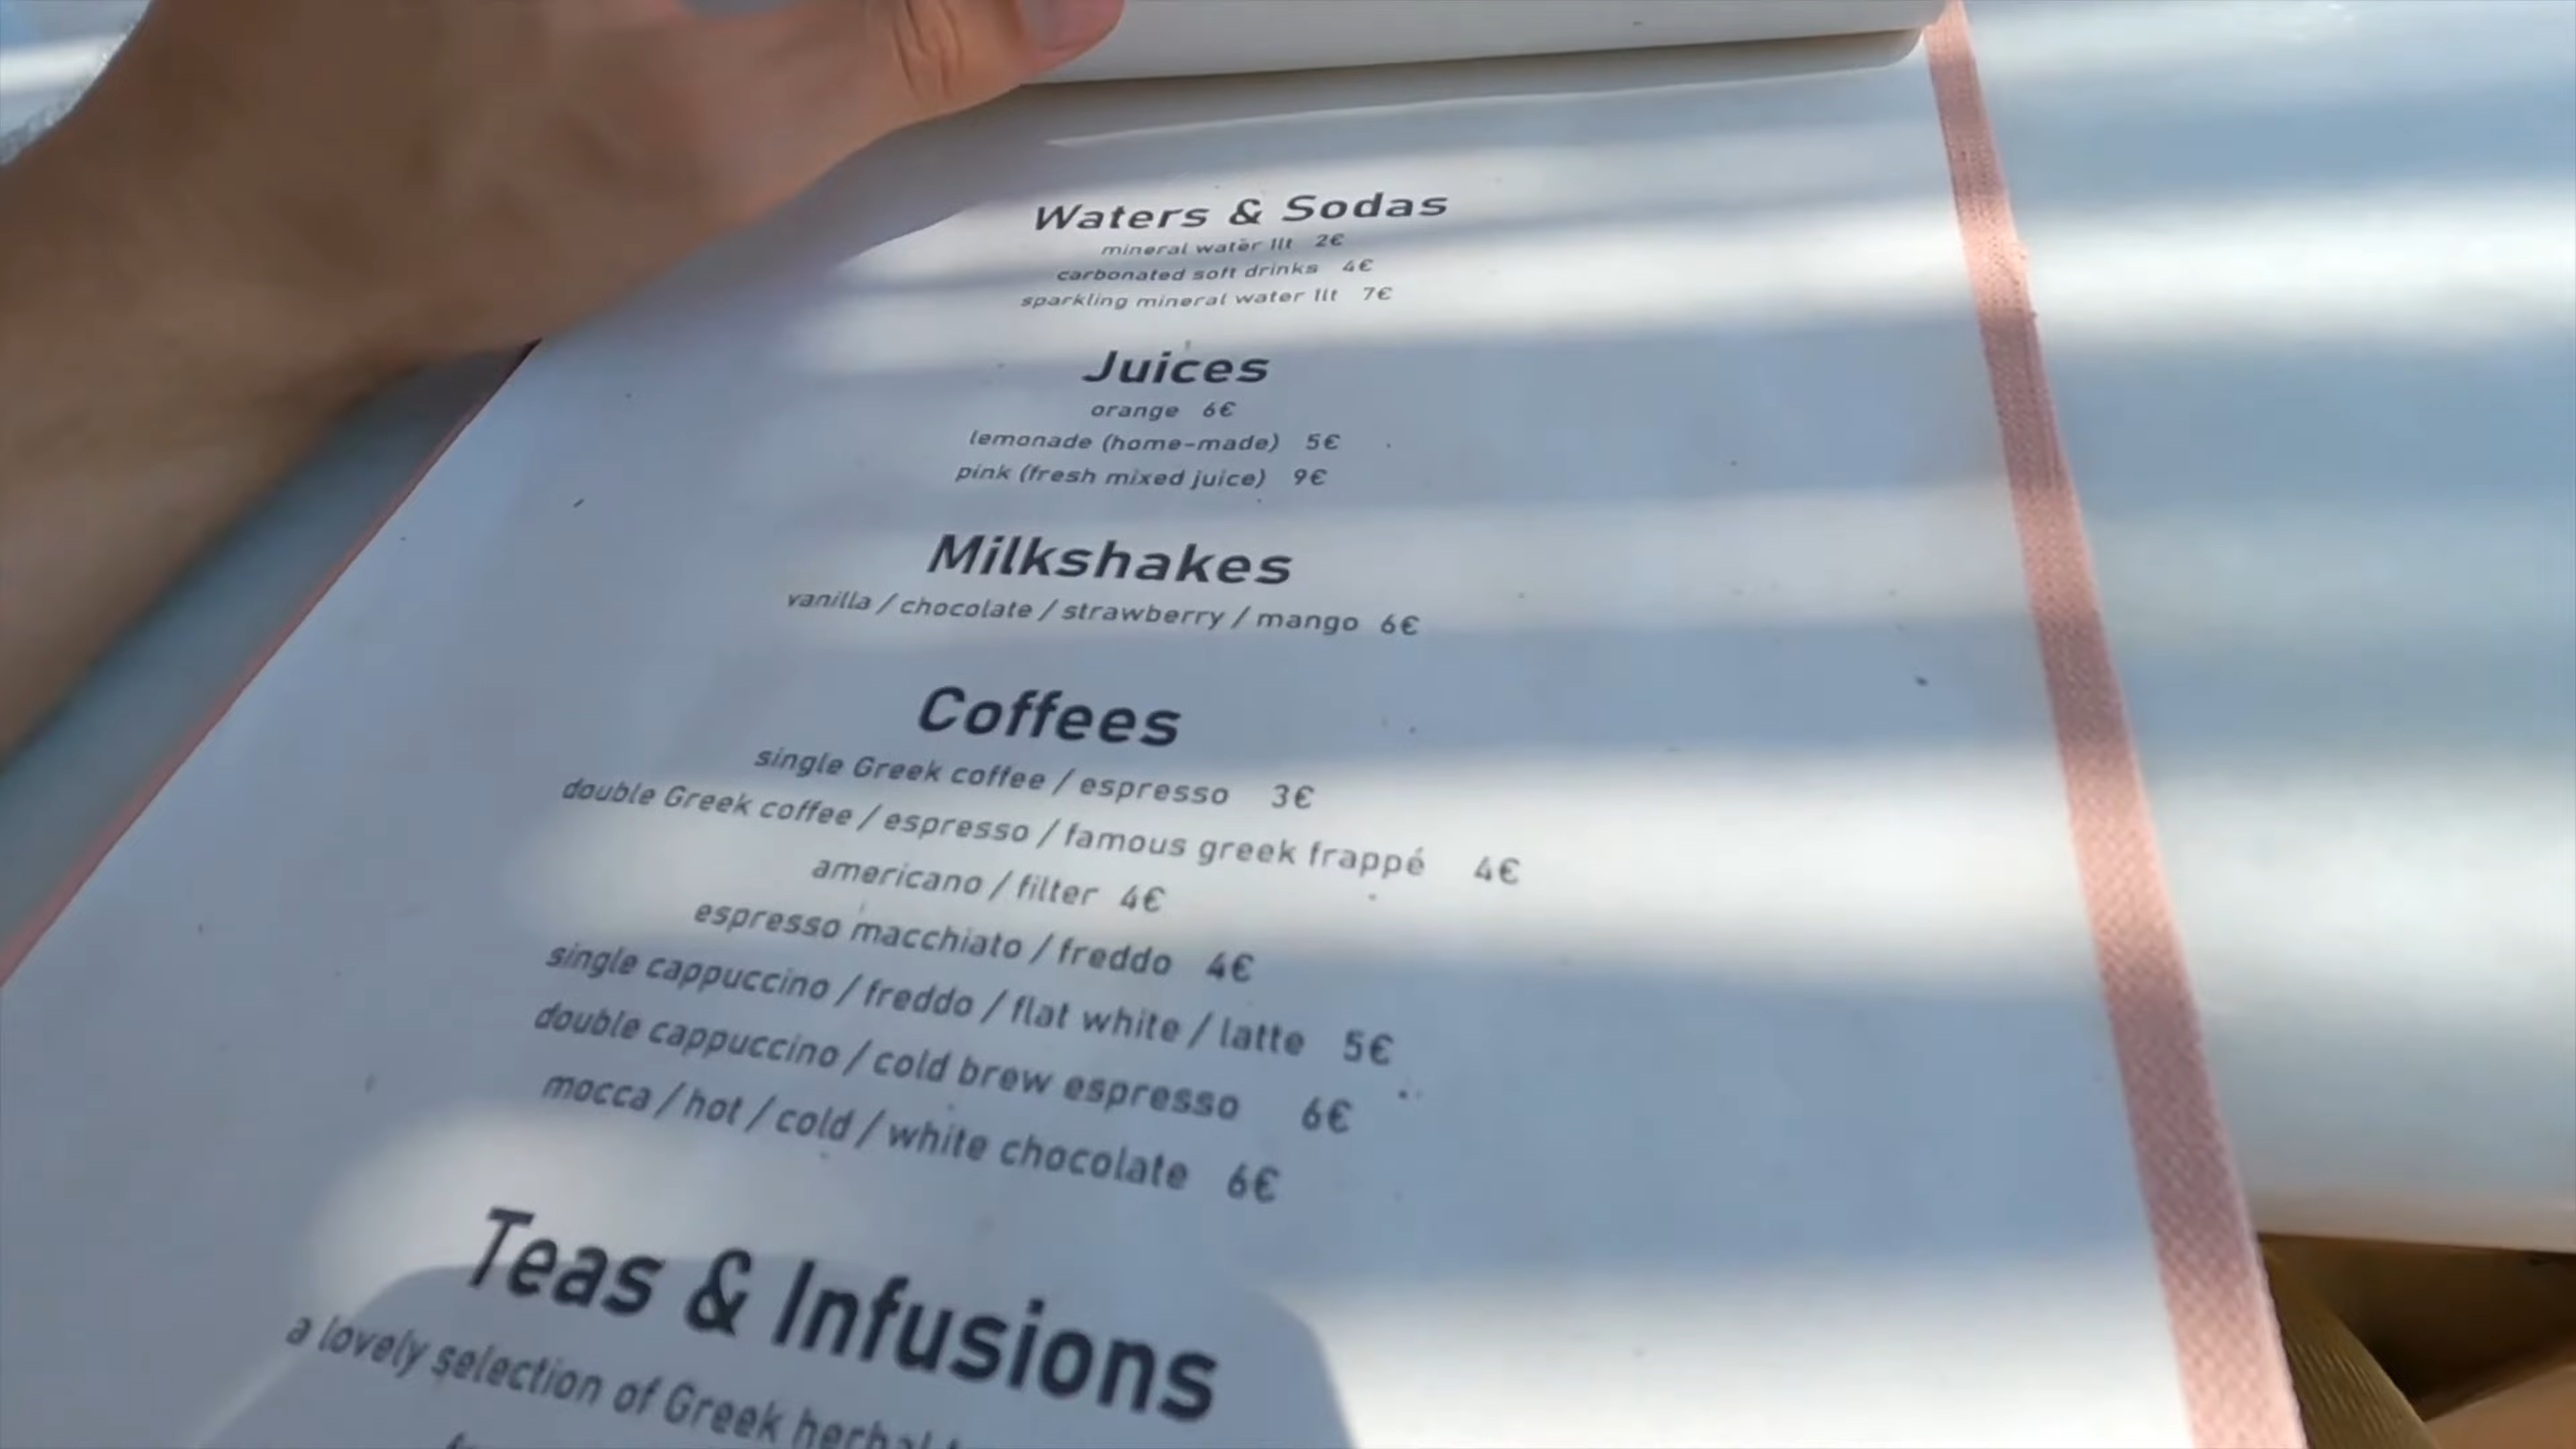 Waters & Sodas
mineral water 1lt 2€
carbonated soft drinks 4€
sparkling mineral water 1lt 7€
Juices
orange 6€
lemonade (home-made) 5€
pink (fresh mixed juice) 9€
Milkshakes
vanilla / chocolate / strawberry / mango 6€
Coffees
single Greek coffee / espresso 3€
double Greek coffee / espresso / famous greek frappé 4€
americano / filter 4€
espresso macchiato / freddo 4€
single cappuccino / freddo / flat white / latte 5€
double cappuccino / cold brew espresso 6€
mocca / hot / cold / white chocolate 6€
Teas & Infusions
a lovely selection of Greek herbal